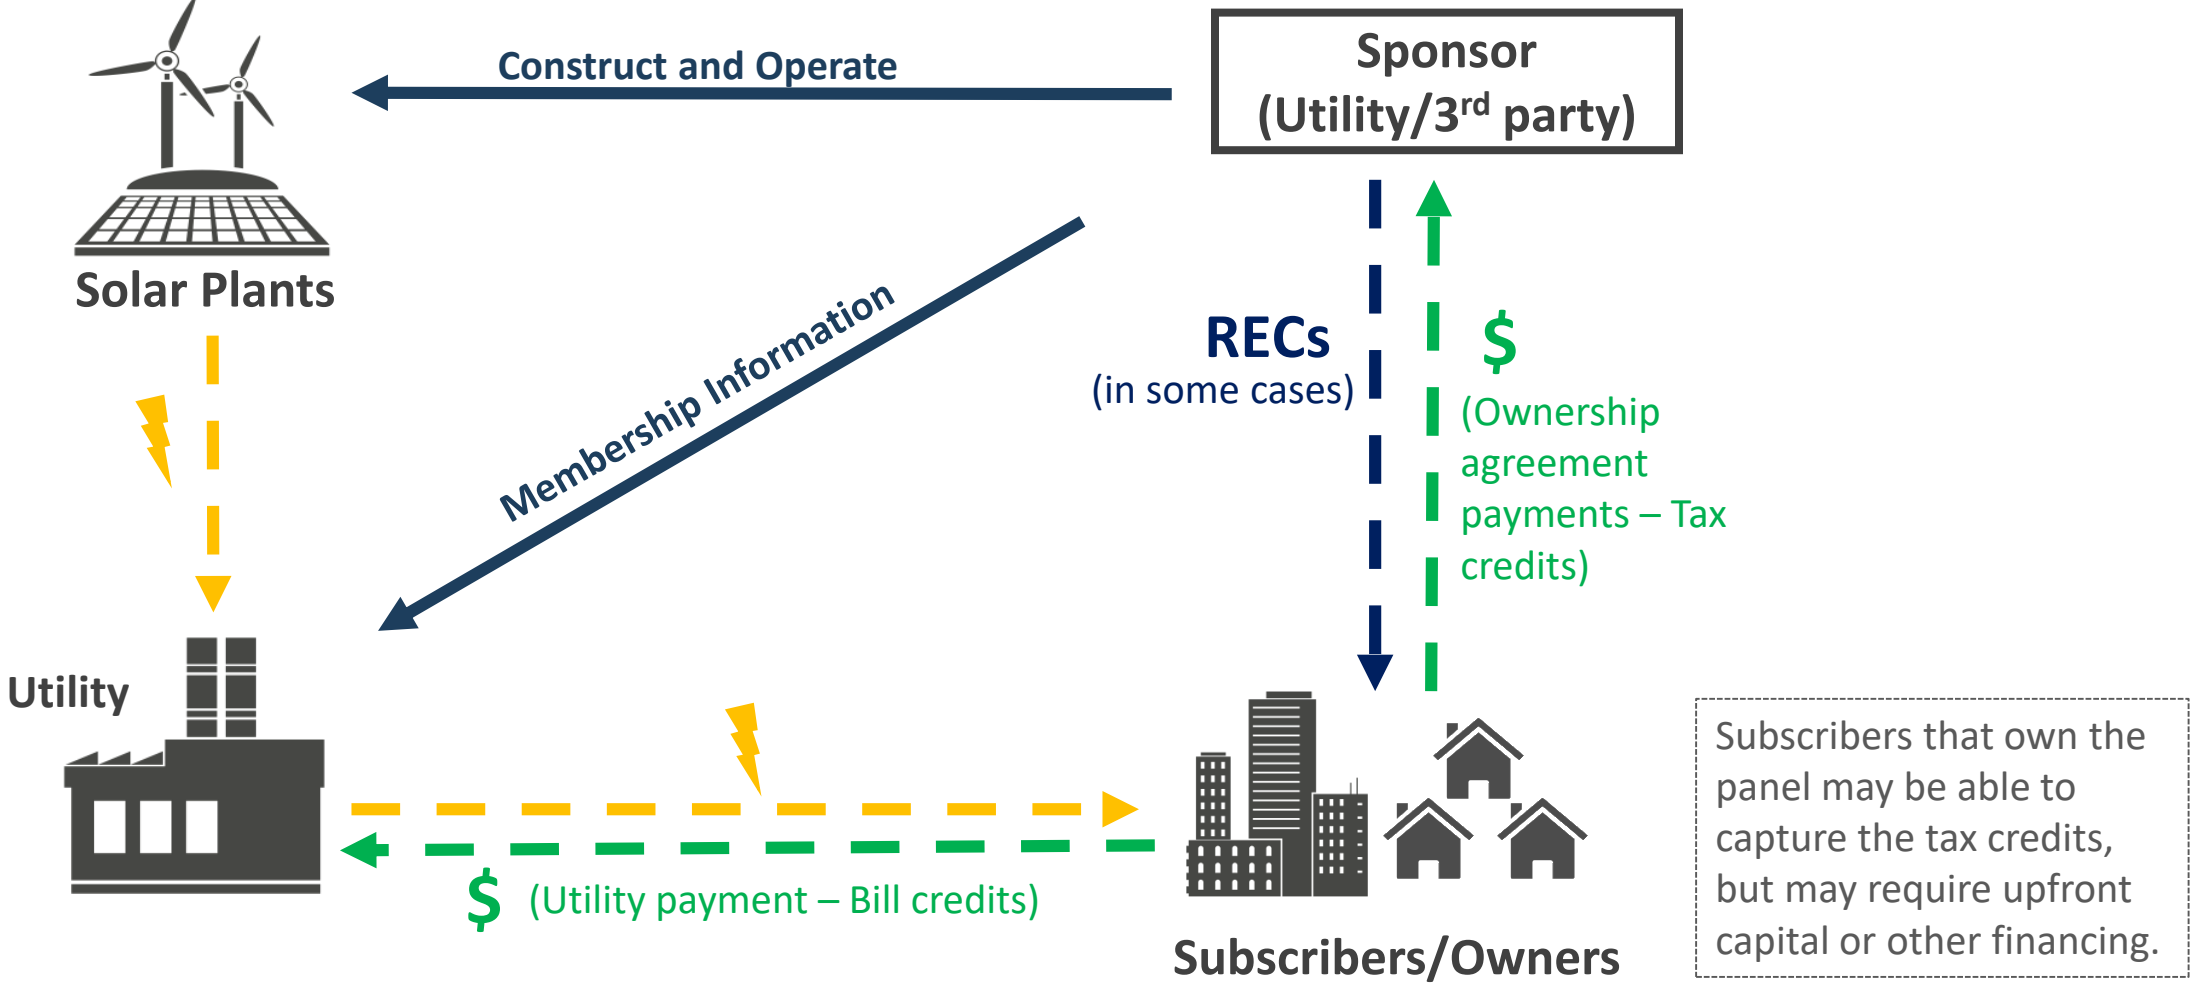 Construct and Operate
Sponsor
(Utility/3rd party)
Solar Plants
Membership Information
RECs
(in some cases)
$
(Ownership
agreement
payments – Tax
credits)
Utility
$ (Utility payment – Bill credits)
Subscribers/Owners
Subscribers that own the
panel may be able to
capture the tax credits,
but may require upfront
capital or other financing.